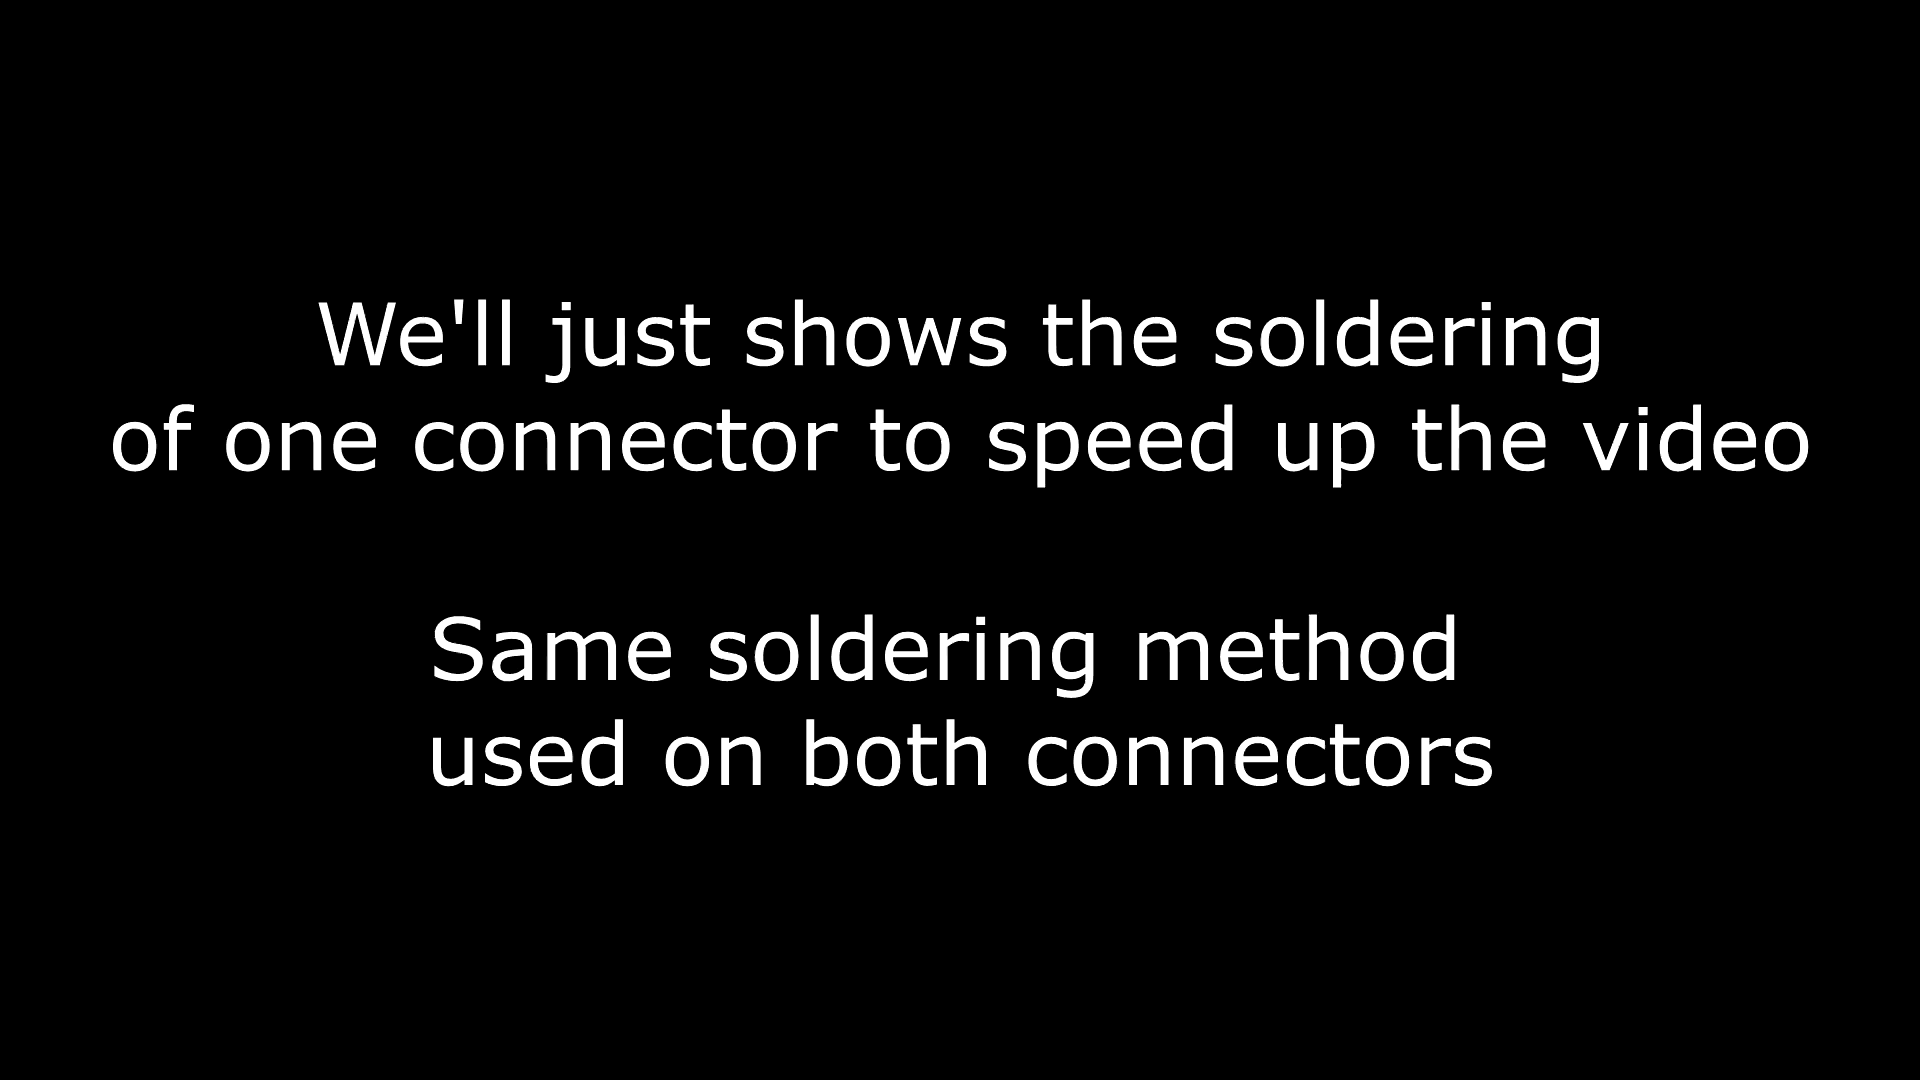 We'll just shows the soldering
of one connector to speed up the video
Same soldering method
used on both connectors